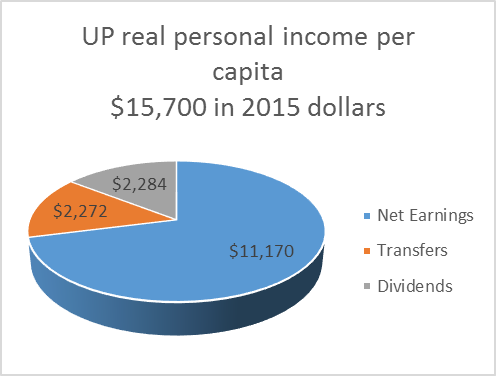 UP real personal income per
capita
$15,700 in 2015 dollars
$2,284
$2,272
$11,170
Net Earnings
Transfers
Dividends